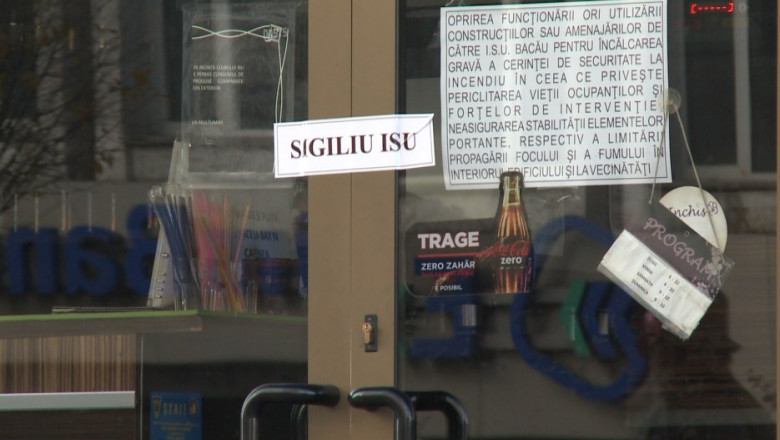 OPRIREA FUNCȚIONĂRII ORI UTILIZĂRII
CONSTRUCȚIILOR SAU AMENAJĂRILOR DE
CĂTRE I.S.U. BACĂU PENTRU ÎNCĂLCAREA
GRAVĂ A CERINȚEI DE SECURITATE LA
INCENDIU ÎN CEEA CE PRIVEȘTE
PERICLITAREA VIEȚII OCUPANȚILOR ȘI
FORȚELOR DE INTERVENȚIE,
NEASIGURAREA STABILITĂȚII ELEMENTELOR
PORTANTE, RESPECTIV A LIMITĂRII
PROPAGĂRII FOCULUI ȘI A FUMULUI ÎN
INTERIORUL EDIFICIULUI ȘI LA VECINĂTĂȚI
SIGILIU ISU
TRAGE
ZERO ZAHĂR
E POSIBIL
zero
Închis
PROGRAM